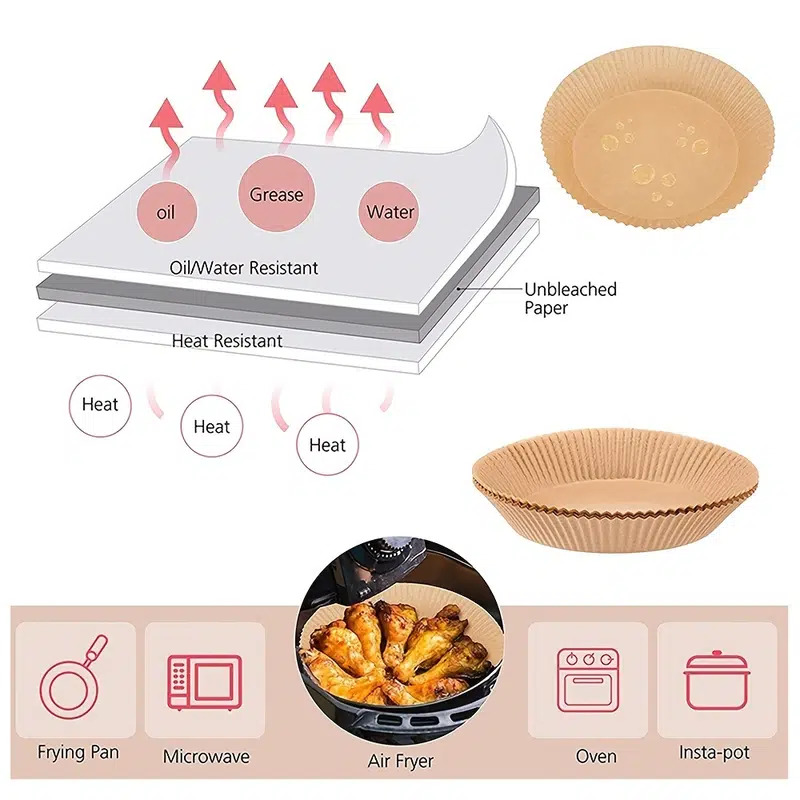 oil
Grease
Water
Oil/Water Resistant
Unbleached
Paper
Heat Resistant
Heat
Heat
Heat
Frying Pan
Microwave
Air Fryer
Oven
Insta-pot